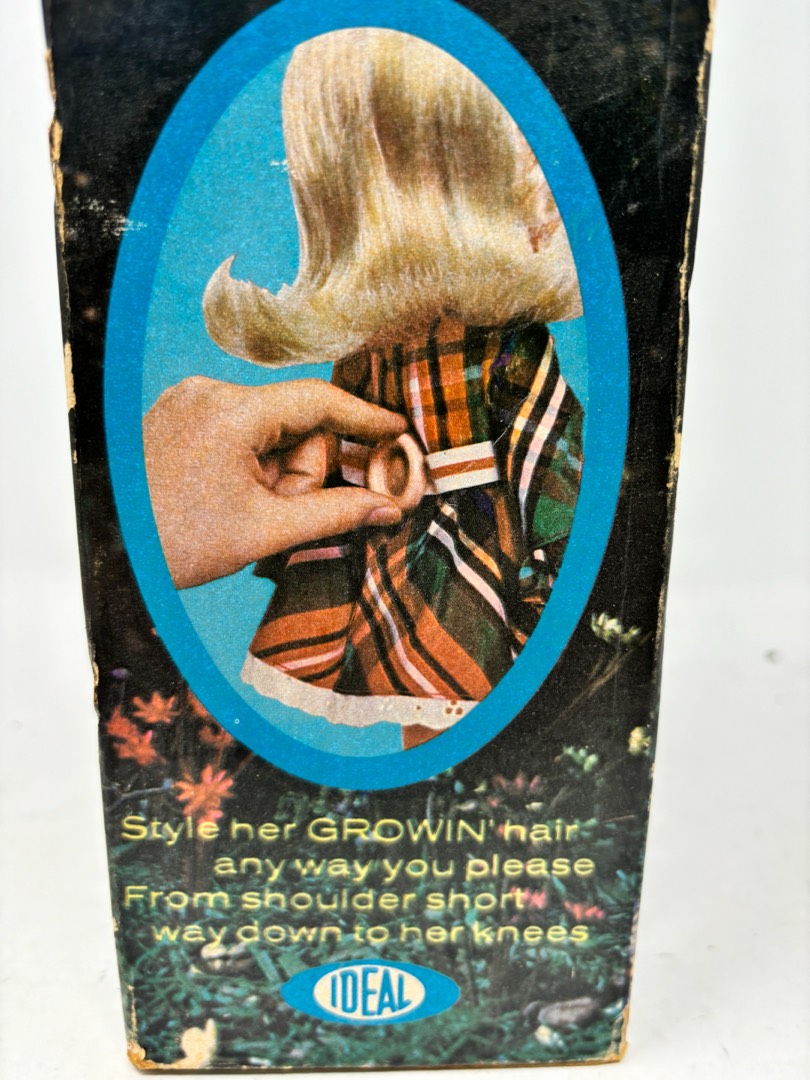 Style her GROWIN' hair
any way you please
From shoulder short
way down to her knees
IDEAL